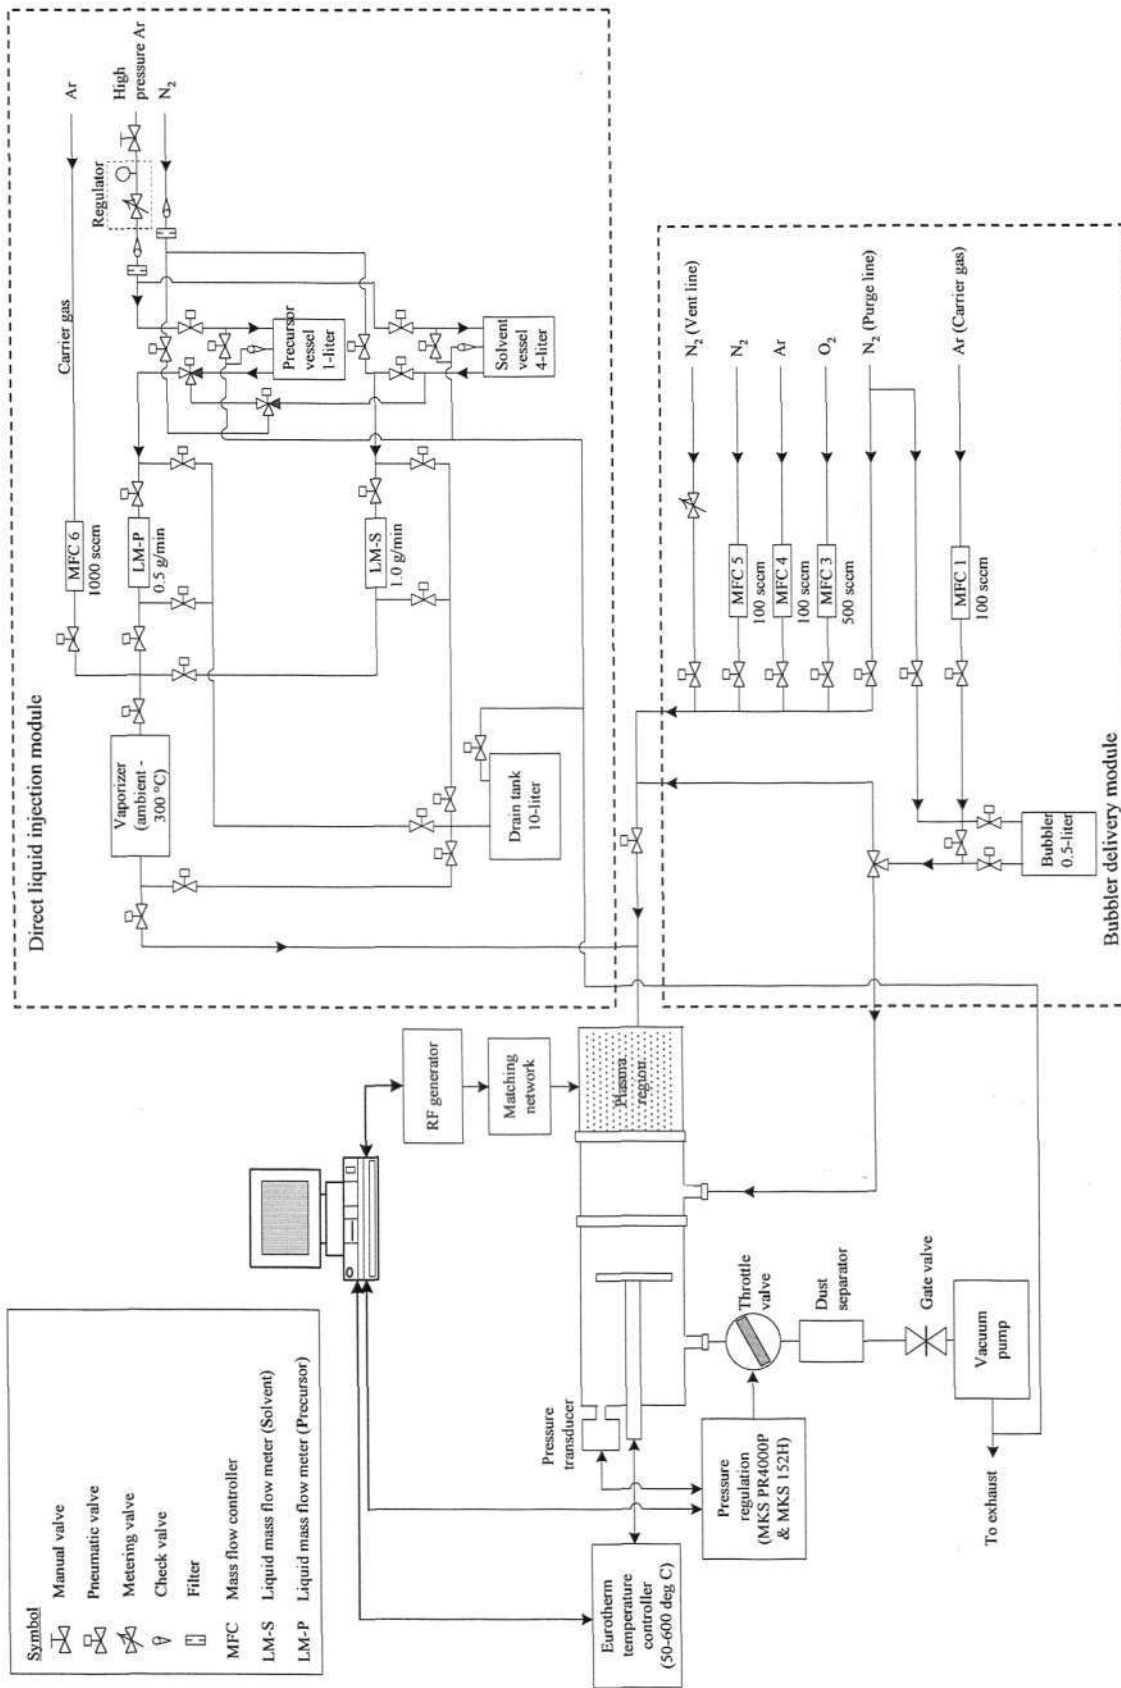 Direct liquid injection module
Ar
High
pressure Ar
N2
Regulator
Carrier gas
MFC 6
1000 sccm
LM-P
0.5 g/min
LM-S
1.0 g/min
Precursor
vessel
1-liter
Solvent
vessel
4-liter
Vaporizer
(ambient -
300 °C)
Drain tank
10-liter
Bubbler delivery module
N2 (Vent line)
N2
Ar
O2
N2 (Purge line)
Ar (Carrier gas)
MFC 5
100 sccm
MFC 4
100 sccm
MFC 3
500 sccm
MFC 1
100 sccm
Bubbler
0.5-liter
RF generator
Matching
network
Plasma
region
Pressure
transducer
Throttle
valve
Dust
separator
Gate valve
Vacuum
pump
To exhaust
Pressure
regulation
(MKS PR4000P
& MKS 152H)
Eurotherm
temperature
controller
(50-600 deg C)
Symbol
Manual valve
Pneumatic valve
Metering valve
Check valve
Filter
MFC Mass flow controller
LM-S Liquid mass flow meter (Solvent)
LM-P Liquid mass flow meter (Precursor)